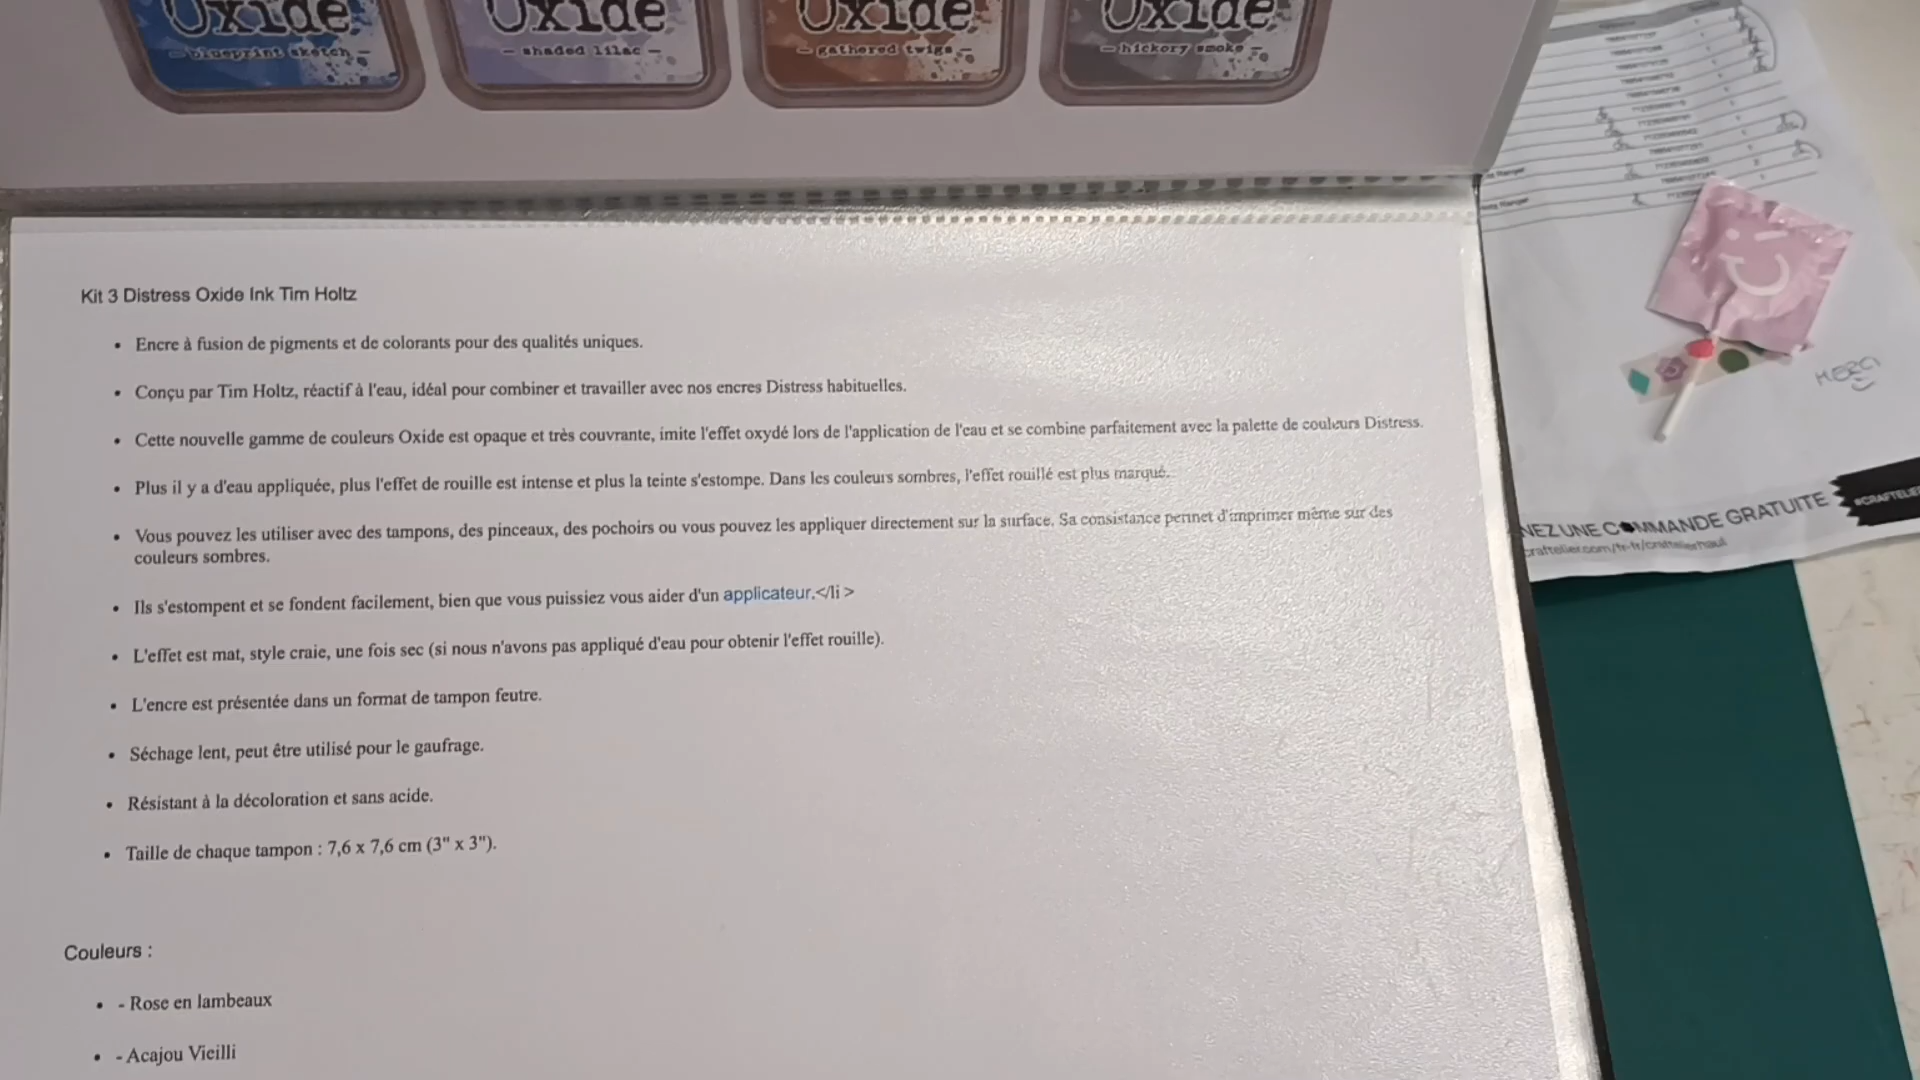 Oxide Oxide Oxide Oxide
blueprint sketch shaded lilac gathered twigs hickory smoke
Kit 3 Distress Oxide Ink Tim Holtz
• Encre à fusion de pigments et de colorants pour des qualités uniques.
• Conçu par Tim Holtz, réactif à l'eau, idéal pour combiner et travailler avec nos encres Distress habituelles.
• Cette nouvelle gamme de couleurs Oxide est opaque et très couvrante, imite l'effet oxydé lors de l'application de l'eau et se combine parfaitement avec la palette de couleurs Distress.
• Plus il y a d'eau appliquée, plus l'effet de rouille est intense et plus la teinte s'estompe. Dans les couleurs sombres, l'effet rouillé est plus marqué.
• Vous pouvez les utiliser avec des tampons, des pinceaux, des pochoirs ou vous pouvez les appliquer directement sur la surface. Sa consistance permet d'imprimer même sur des
couleurs sombres.
• Ils s'estompent et se fondent facilement, bien que vous puissiez vous aider d'un applicateur.</li >
• L'effet est mat, style craie, une fois sec (si nous n'avons pas appliqué d'eau pour obtenir l'effet rouille).
• L'encre est présentée dans un format de tampon feutre.
• Séchage lent, peut être utilisé pour le gaufrage.
• Résistant à la décoloration et sans acide.
• Taille de chaque tampon : 7,6 x 7,6 cm (3" x 3").
Couleurs :
• - Rose en lambeaux
• - Acajou Vieilli
MERCI
NEZ UNE COMMANDE GRATUITE
craftelier.com/fr-fr/craftelierhaul
#CRAFTELIER